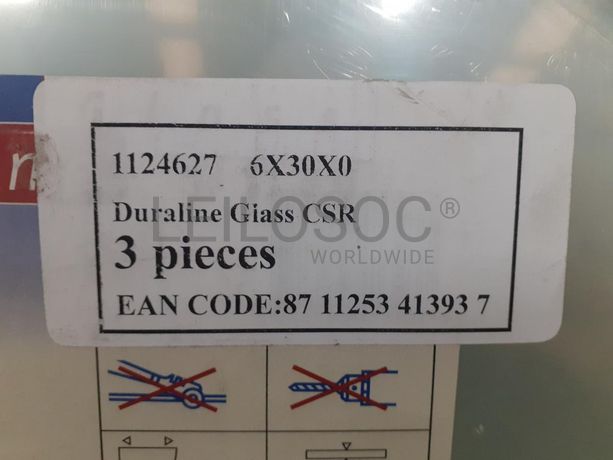 1124627 6X30X0
Duraline Glass CSR
LEILOSOC®
WORLDWIDE
3 pieces
EAN CODE:87 11253 41393 7